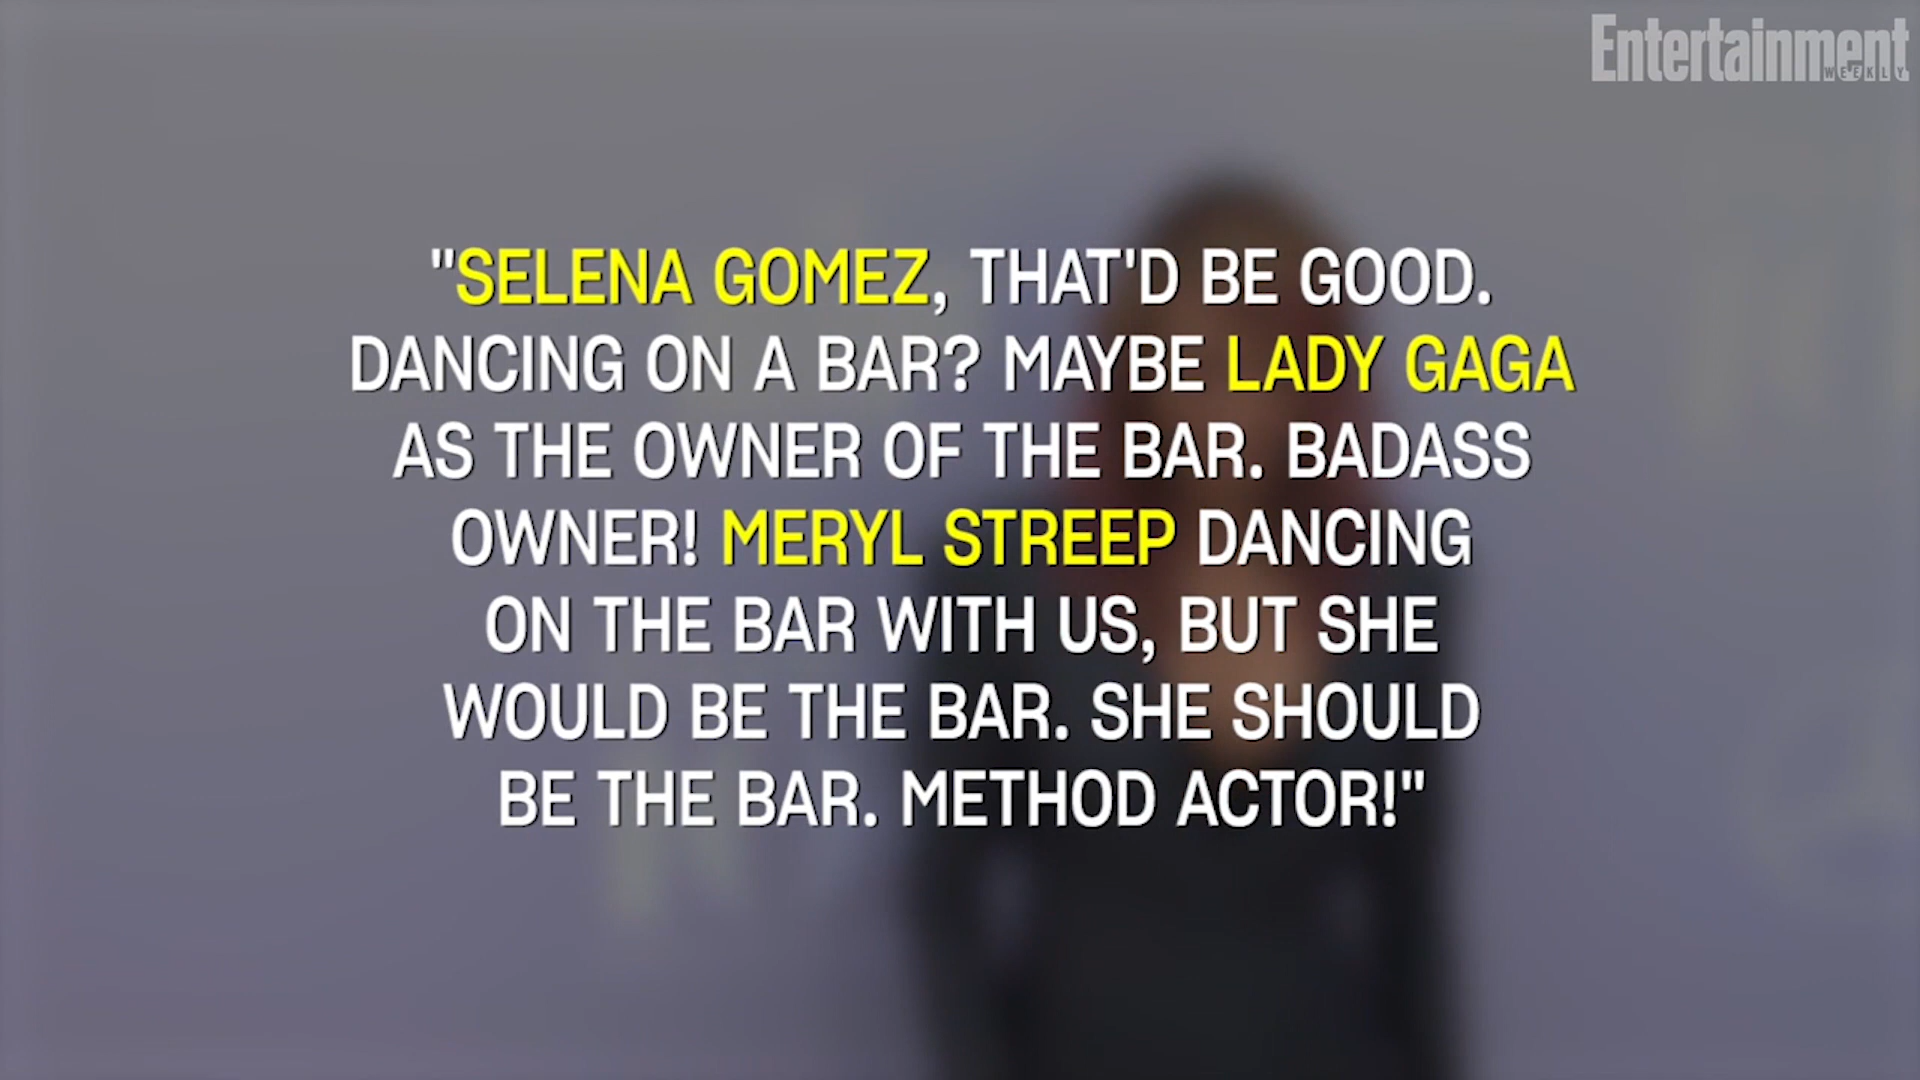 Entertainment
WEEKLY
"SELENA GOMEZ, THAT'D BE GOOD.
DANCING ON A BAR? MAYBE LADY GAGA
AS THE OWNER OF THE BAR. BADASS
OWNER! MERYL STREEP DANCING
ON THE BAR WITH US, BUT SHE
WOULD BE THE BAR. SHE SHOULD
BE THE BAR. METHOD ACTOR!"